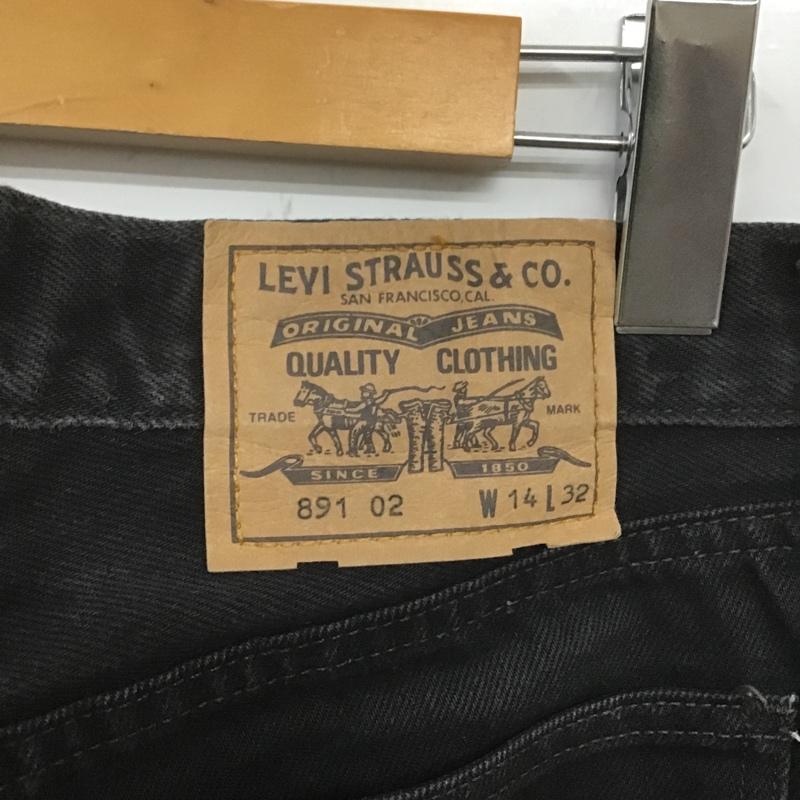 LEVI STRAUSS & CO.
SAN FRANCISCO, CAL.
ORIGINAL JEANS
QUALITY CLOTHING
TRADE MARK
SINCE 1850
891 02 W 14 L 32